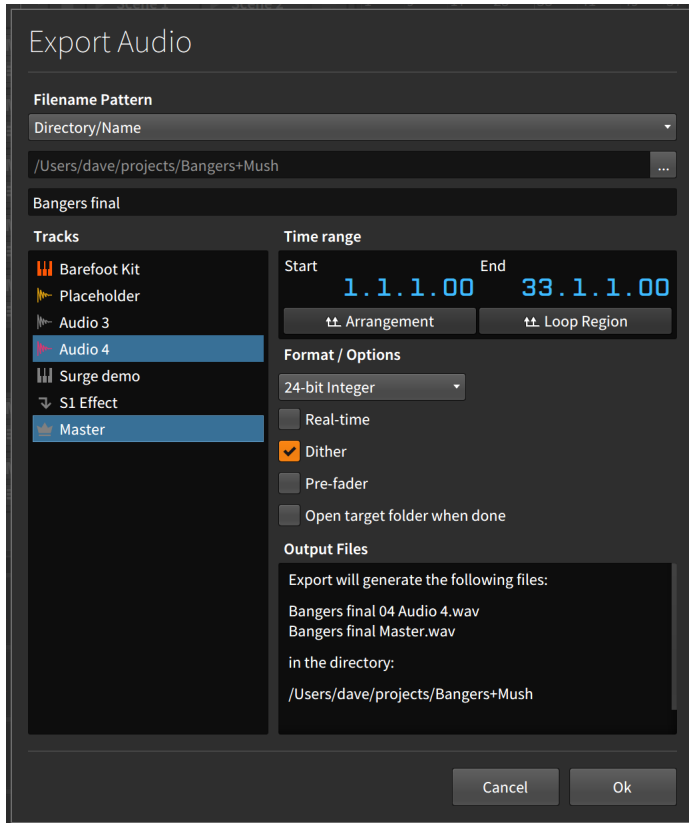 Export Audio
Filename Pattern
Directory/Name
/Users/dave/projects/Bangers+Mush
...
Bangers final
Tracks
Barefoot Kit
Placeholder
Audio 3
Audio 4
Surge demo
S1 Effect
Master
Time range
Start
End
1.1.1.00
33.1.1.00
Arrangement
Loop Region
Format / Options
24-bit Integer
Real-time
Dither
Pre-fader
Open target folder when done
Output Files
Export will generate the following files:
Bangers final 04 Audio 4.wav
Bangers final Master.wav
in the directory:
/Users/dave/projects/Bangers+Mush
Cancel
Ok